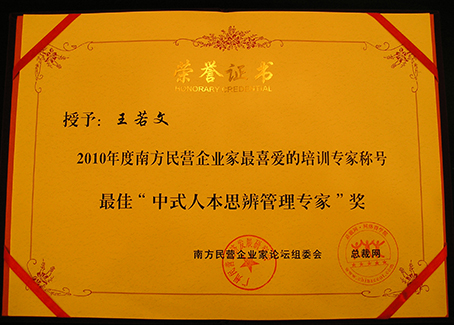 荣誉证书
HONORARY CREDENTIAL
授予：王若文
2010年度南方民营企业家最喜爱的培训专家称号
最佳“中式人本思辨管理专家”奖
南方民营企业家论坛组委会
总裁网